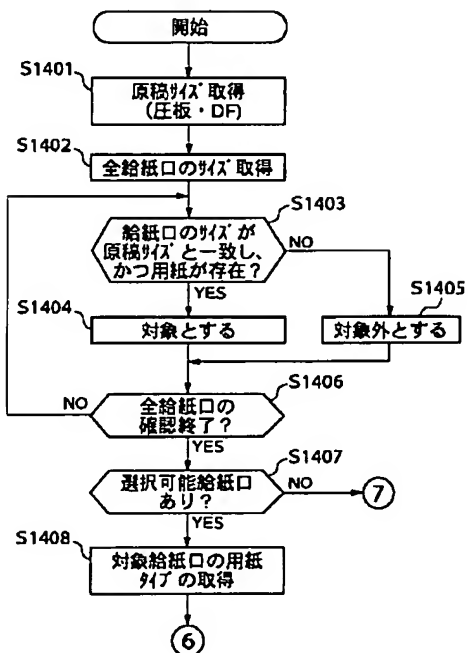 開始
S1401
原稿ｻｲｽﾞ取得
(圧板・DF)
S1402
全給紙口のｻｲｽﾞ取得
S1403
給紙口のｻｲｽﾞが
原稿ｻｲｽﾞと一致し、
かつ用紙が存在？
NO
YES
S1404
対象とする
S1405
対象外とする
S1406
全給紙口の
確認終了？
NO
YES
S1407
選択可能給紙口
あり？
NO
⑦
YES
S1408
対象給紙口の用紙
ﾀｲﾌﾟの取得
⑥